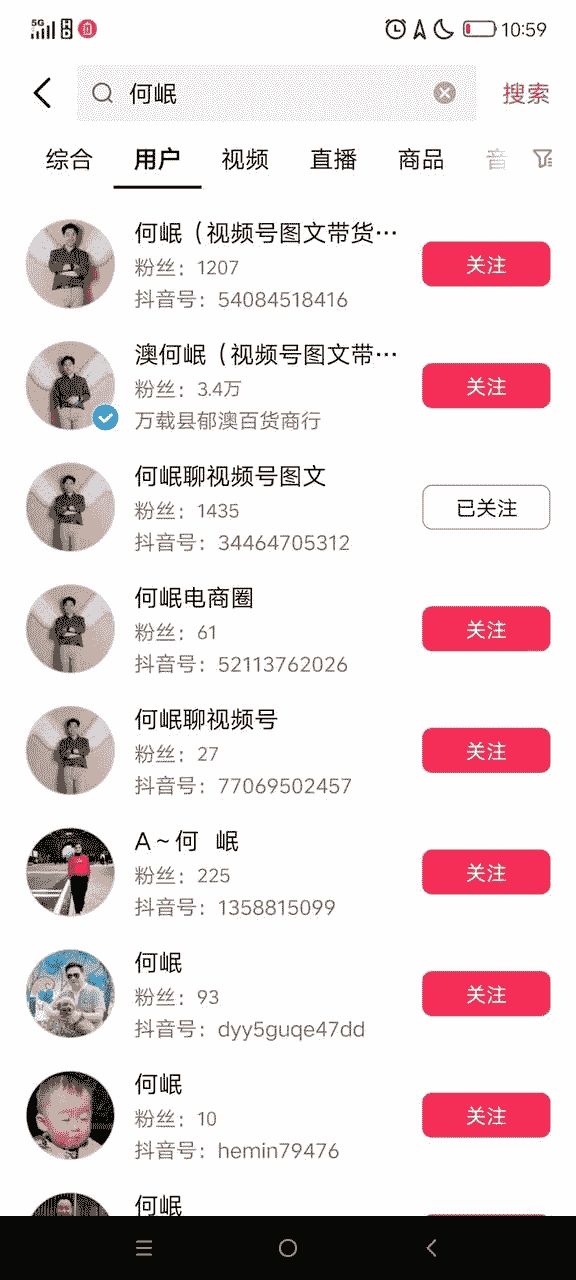 5G HD 10:59
何岷 搜索
综合 用户 视频 直播 商品 音
何岷（视频号图文带货…
粉丝：1207 关注
抖音号：54084518416
澳何岷（视频号图文带…
粉丝：3.4万 关注
万载县郁澳百货商行
何岷聊视频号图文
粉丝：1435 已关注
抖音号：34464705312
何岷电商圈
粉丝：61 关注
抖音号：52113762026
何岷聊视频号
粉丝：27 关注
抖音号：77069502457
A～何 岷
粉丝：225 关注
抖音号：1358815099
何岷
粉丝：93 关注
抖音号：dyy5guqe47dd
何岷
粉丝：10 关注
抖音号：hemin79476
何岷